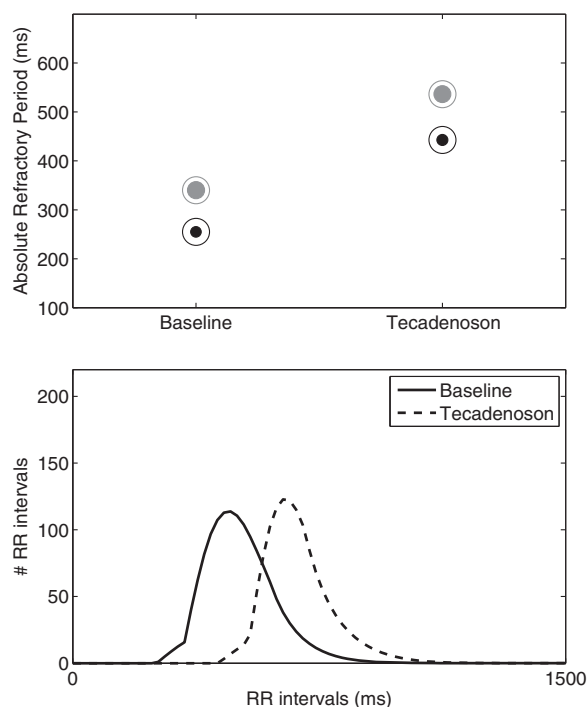 Absolute Refractory Period (ms)
600
500
400
300
200
100
Baseline
Tecadenoson
# RR intervals
200
150
100
50
0
Baseline
Tecadenoson
0
1500
RR intervals (ms)